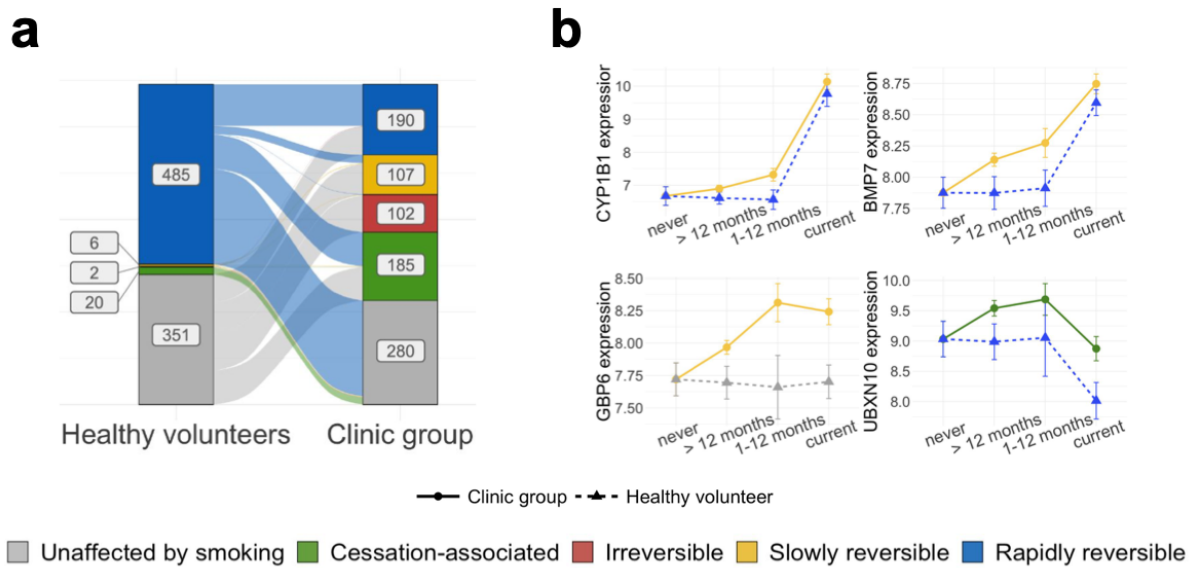 a
485
6
2
20
351
190
107
102
185
280
Healthy volunteers
Clinic group
b
CYP1B1 expression
10
9
8
7
never
> 12 months
1-12 months
current
BMP7 expression
8.75
8.50
8.25
8.00
7.75
never
> 12 months
1-12 months
current
GBP6 expression
8.50
8.25
8.00
7.75
7.50
never
> 12 months
1-12 months
current
UBXN10 expression
10.0
9.5
9.0
8.5
8.0
never
> 12 months
1-12 months
current
Clinic group
Healthy volunteer
Unaffected by smoking
Cessation-associated
Irreversible
Slowly reversible
Rapidly reversible